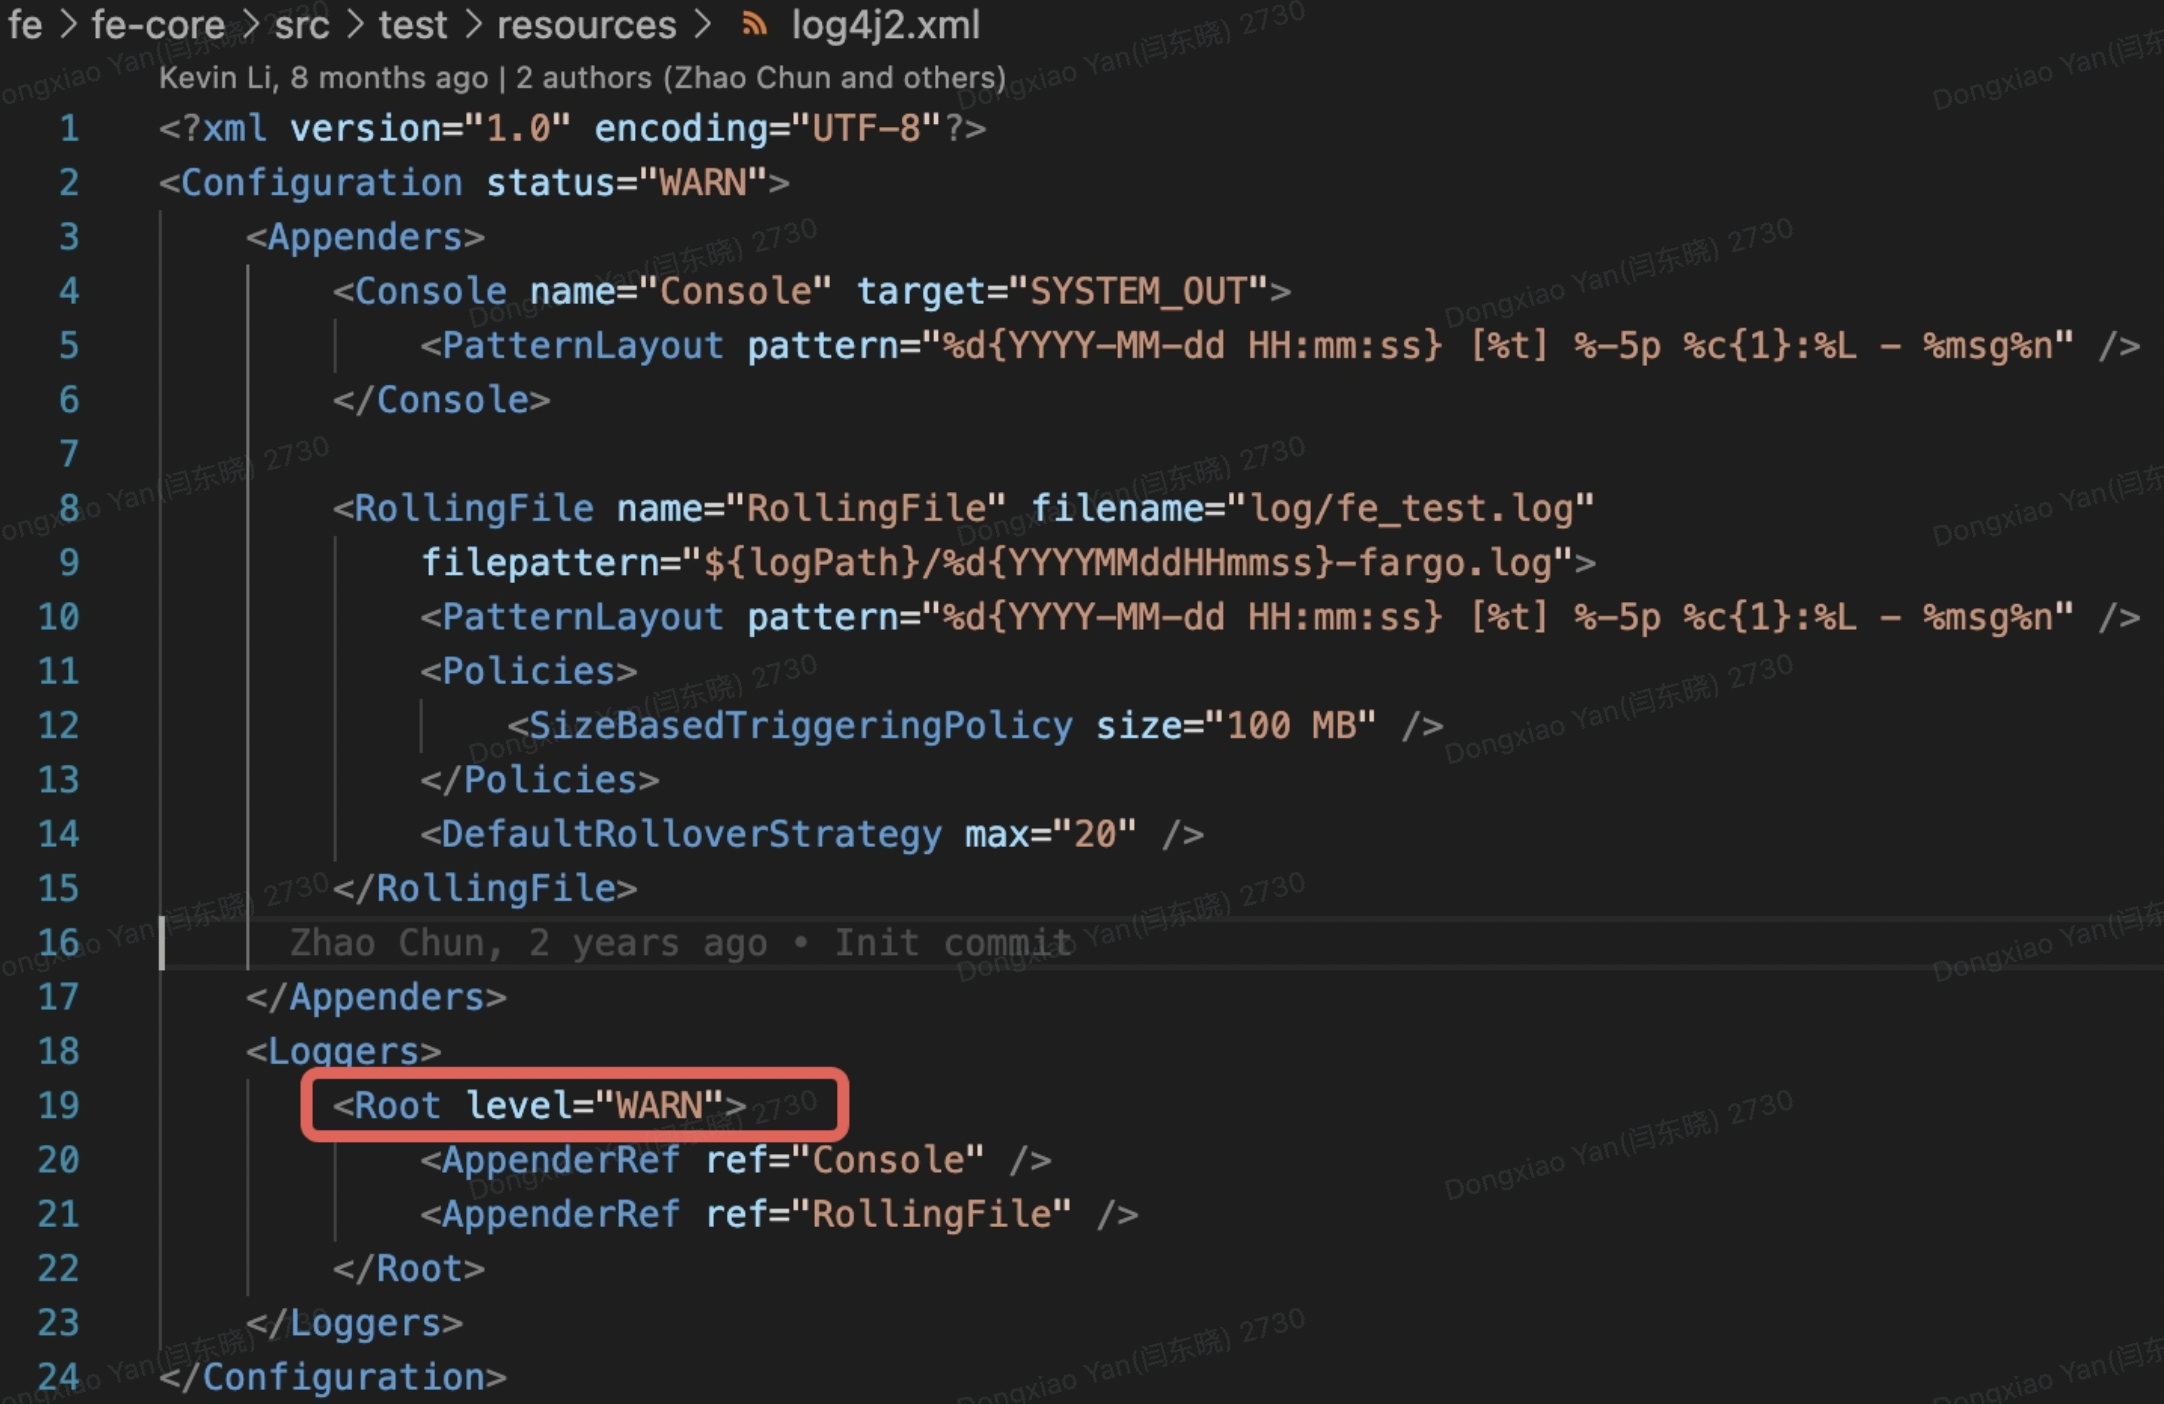 fe > fe-core > src > test > resources > log4j2.xml
Kevin Li, 8 months ago | 2 authors (Zhao Chun and others)
1 <?xml version="1.0" encoding="UTF-8"?>
2 <Configuration status="WARN">
3 <Appenders>
4 <Console name="Console" target="SYSTEM_OUT">
5 <PatternLayout pattern="%d{YYYY-MM-dd HH:mm:ss} [%t] %-5p %c{1}:%L - %msg%n" />
6 </Console>
7
8 <RollingFile name="RollingFile" filename="log/fe_test.log"
9 filepattern="${logPath}/%d{YYYYMMddHHmmss}-fargo.log">
10 <PatternLayout pattern="%d{YYYY-MM-dd HH:mm:ss} [%t] %-5p %c{1}:%L - %msg%n" />
11 <Policies>
12 <SizeBasedTriggeringPolicy size="100 MB" />
13 </Policies>
14 <DefaultRolloverStrategy max="20" />
15 </RollingFile>
16 Zhao Chun, 2 years ago • Init commit
17 </Appenders>
18 <Loggers>
19 <Root level="WARN">
20 <AppenderRef ref="Console" />
21 <AppenderRef ref="RollingFile" />
22 </Root>
23 </Loggers>
24 </Configuration>
Dongxiao Yan(闫东晓) 2730